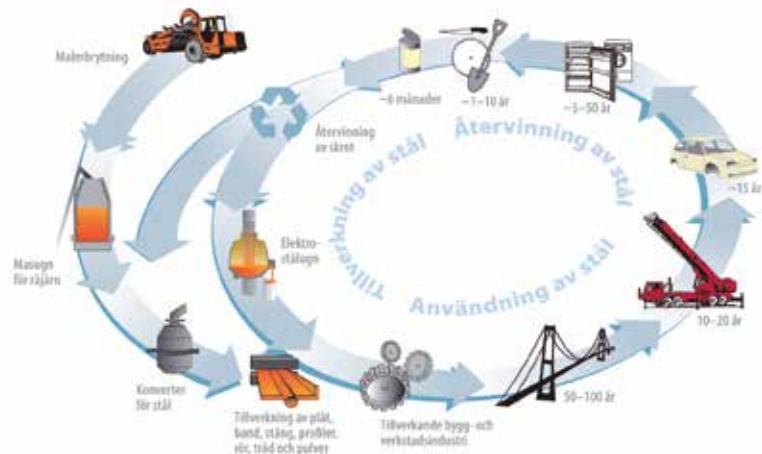 Malmbrytning
Masugn
för råjärn
Konverter
för stål
Tillverkning av plåt,
band, stång, profiler,
rör, tråd och pulver
Elektro-
stålugn
Återvinning
av skrot
Tillverkande bygg- och
verkstadsindustri
50–100 år
10–20 år
~15 år
~3–50 år
~1–10 år
~6 månader
Tillverkning av stål
Återvinning av stål
Användning av stål